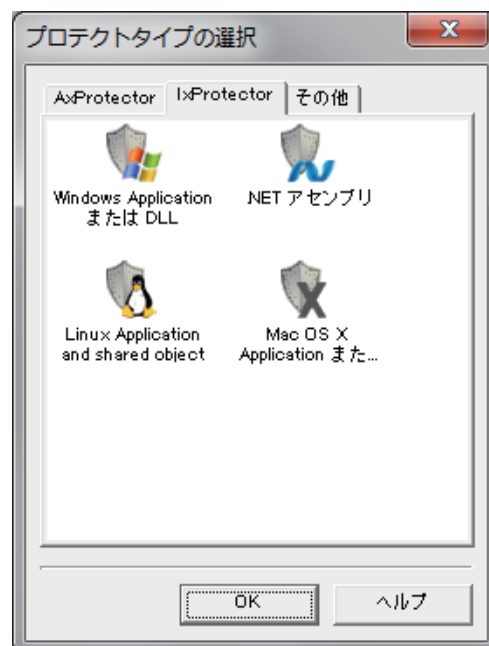 プロテクトタイプの選択
AxProtector
IxProtector
その他
Windows Application
または DLL
.NET アセンブリ
Linux Application
and shared object
Mac OS X
Application また...
OK
ヘルプ